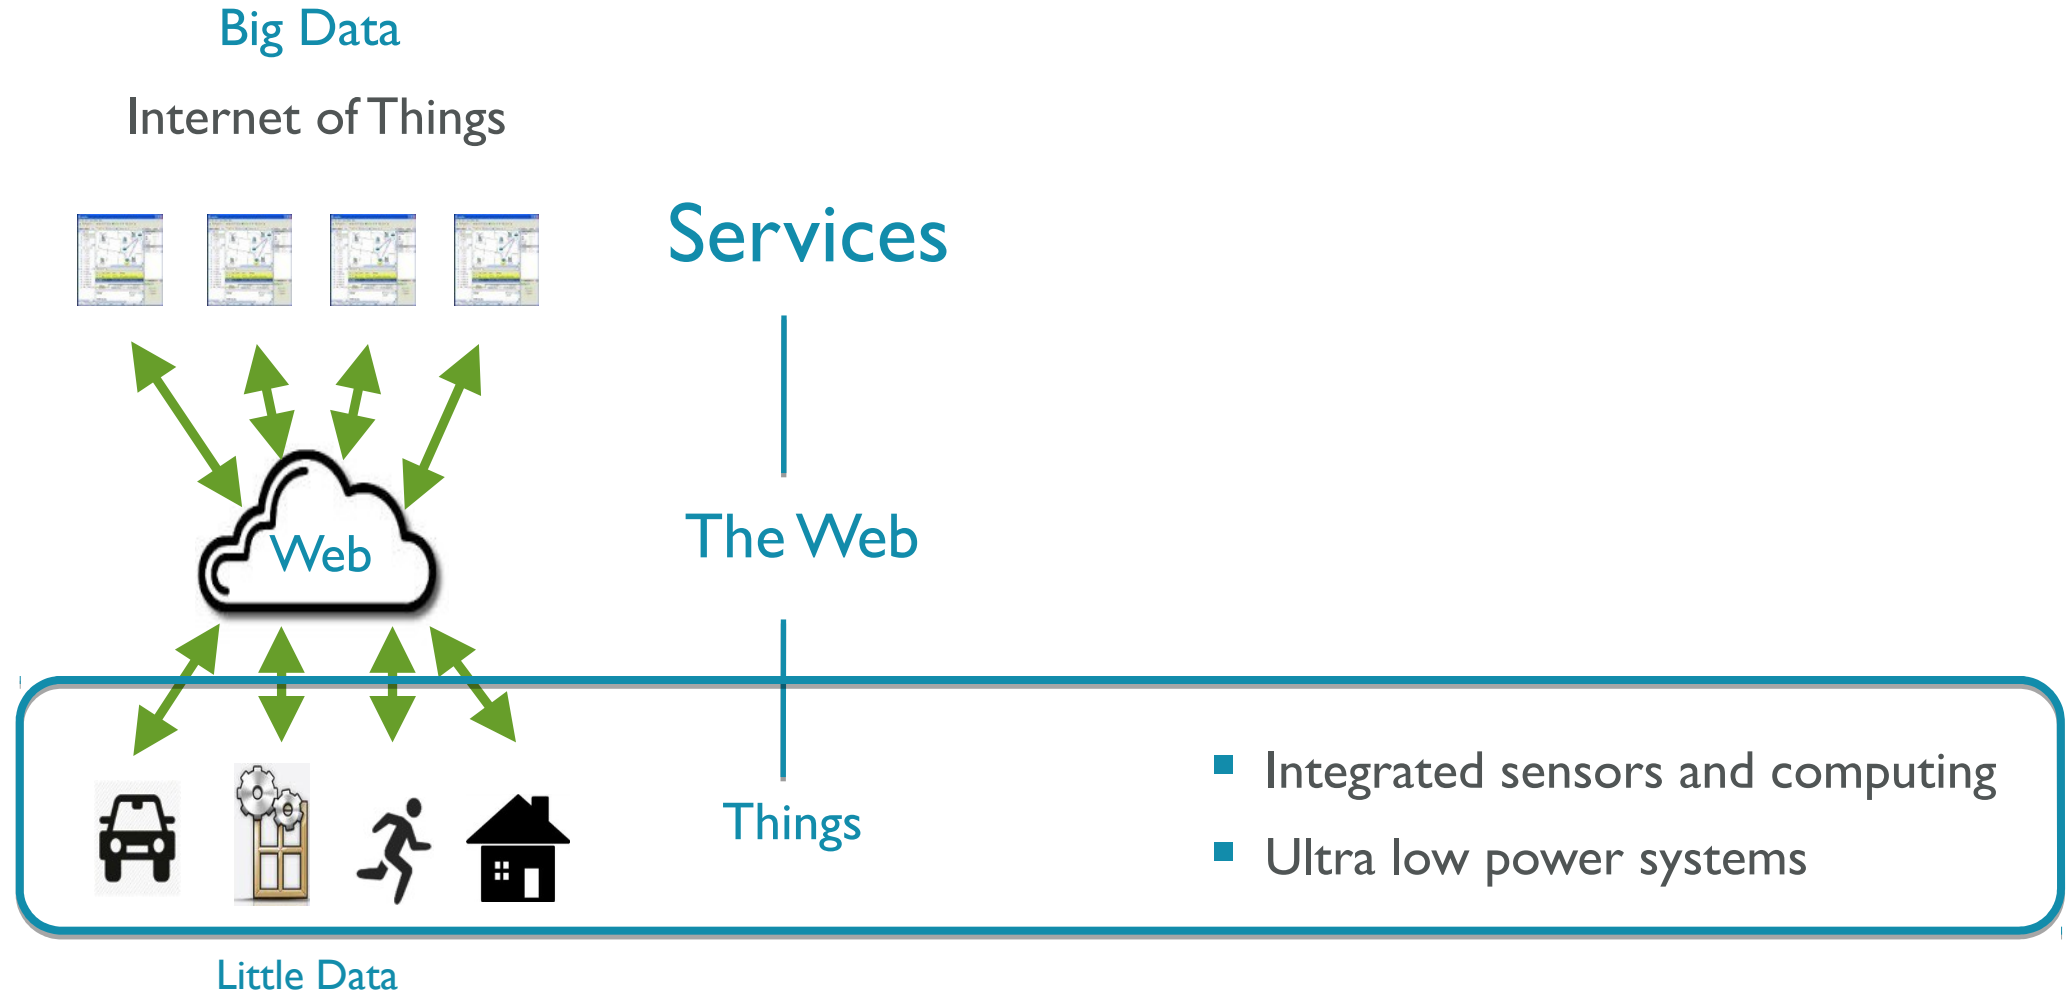 Big Data
Internet of Things
Services
Web
The Web
Things
▪ Integrated sensors and computing
▪ Ultra low power systems
Little Data